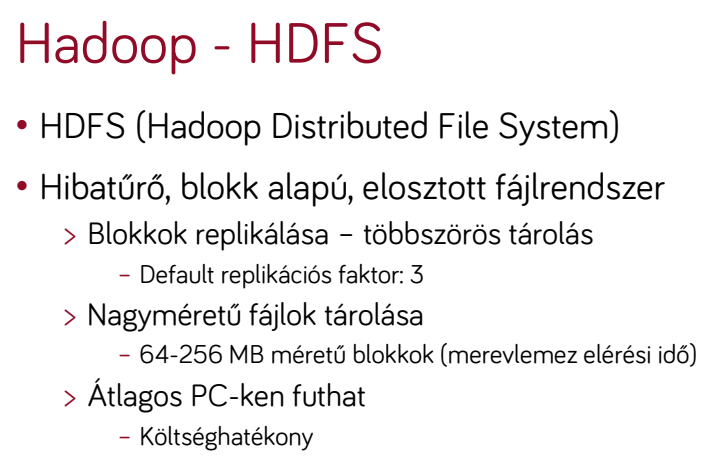 Hadoop - HDFS
• HDFS (Hadoop Distributed File System)
• Hibatűrő, blokk alapú, elosztott fájlrendszer
> Blokkok replikálása – többszörös tárolás
– Default replikációs faktor: 3
> Nagyméretű fájlok tárolása
– 64-256 MB méretű blokkok (merevlemez elérési idő)
> Átlagos PC-ken futhat
– Költséghatékony